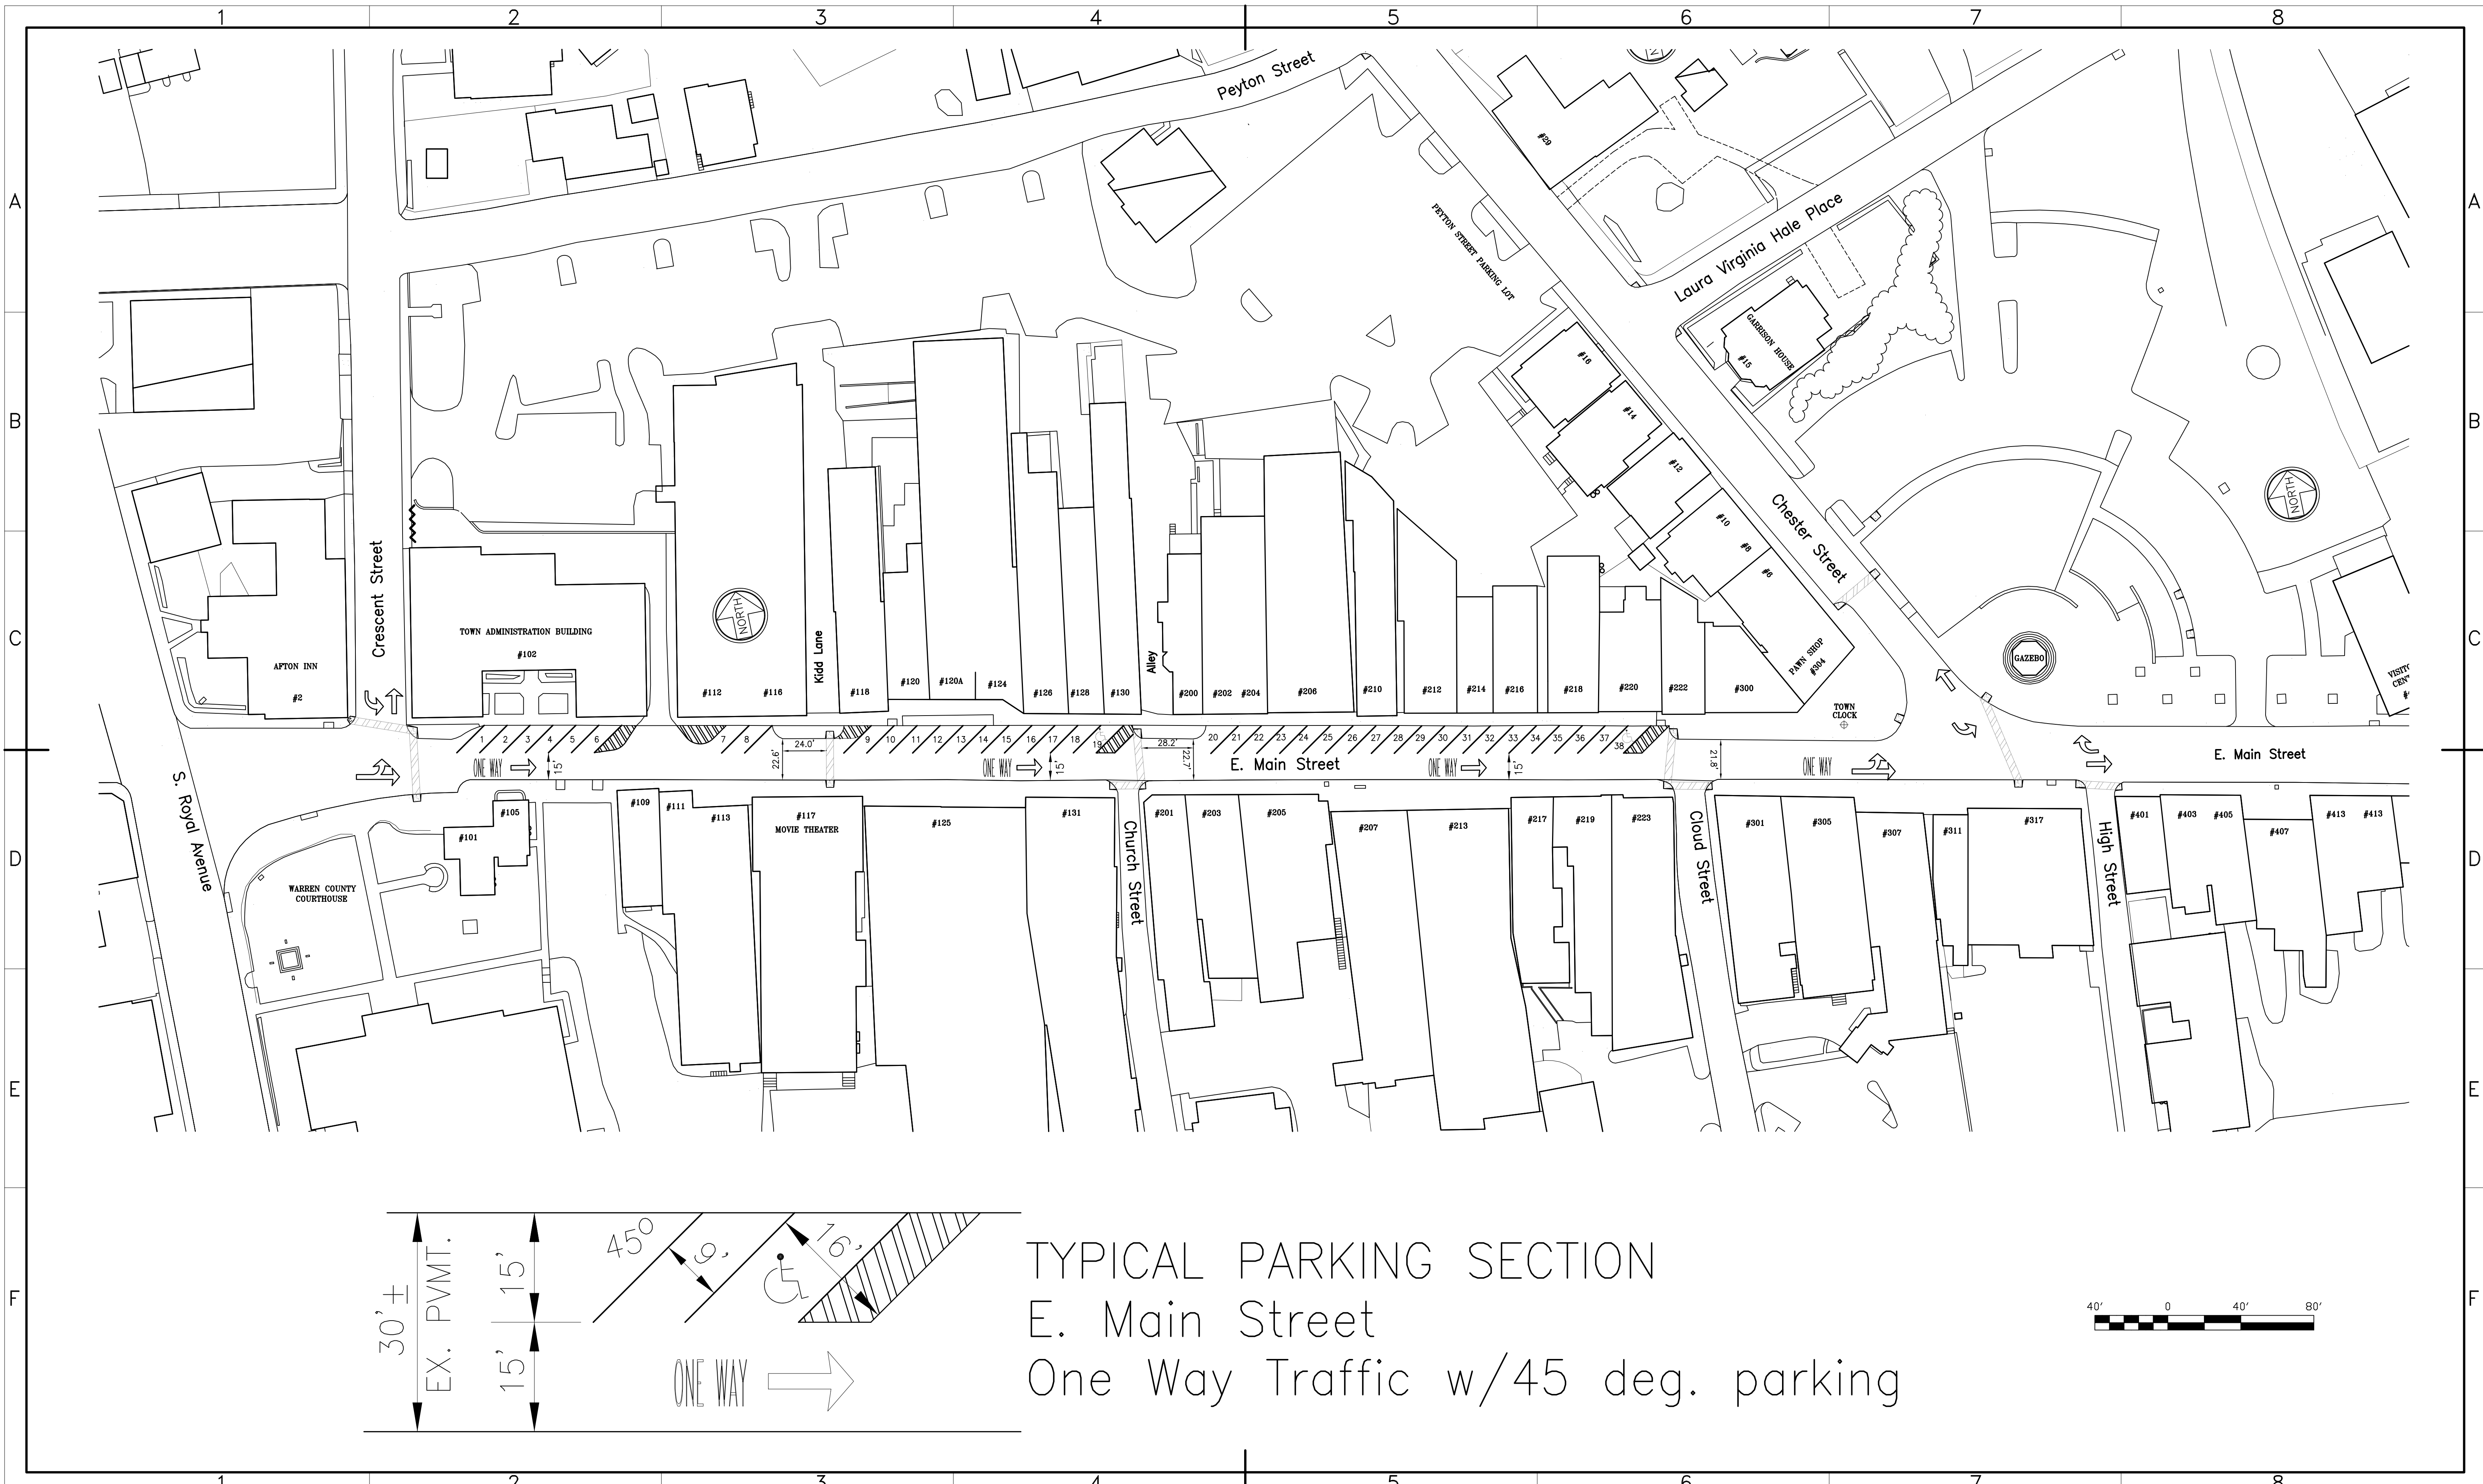 1 2 3 4 5 6 7 8
A
B
C
D
E
F
A
B
C
D
E
F
Peyton Street
#39
PEYTON STREET PARKING LOT
Laura Virginia Hale Place
GARRISON HOUSE
#15
#16
#14
#12
#10
#8
#6
PAWN SHOP
#304
Chester Street
NORTH
NORTH
Crescent Street
AFTON INN
#2
TOWN ADMINISTRATION BUILDING
#102
#112
#116
Kidd Lane
#118
#120
#120A
#124
#126
#128
#130
Alley
#200
#202
#204
#206
#210
#212
#214
#216
#218
#220
#222
#300
TOWN
CLOCK
GAZEBO
1 2 3 4 5 6 7 8 9 10 11 12 13 14 15 16 17 18 19 20 21 22 23 24 25 26 27 28 29 30 31 32 33 34 35 36 37 38
24.0'
22.6'
28.2'
22.7'
21.8'
ONE WAY
15'
ONE WAY
15'
E. Main Street
ONE WAY
15'
ONE WAY
E. Main Street
S. Royal Avenue
WARREN COUNTY
COURTHOUSE
#101
#105
#109
#111
#113
#117
MOVIE THEATER
#125
#131
Church Street
#201
#203
#205
#207
#213
#217
#219
#223
Cloud Street
#301
#305
#307
#311
#317
High Street
#401
#403
#405
#407
#413
#413
30'±
EX. PVMT.
15'
15'
45°
9'
16'
ONE WAY
TYPICAL PARKING SECTION
E. Main Street
One Way Traffic w/45 deg. parking
40' 0 40' 80'
1 2 3 4 5 6 7 8